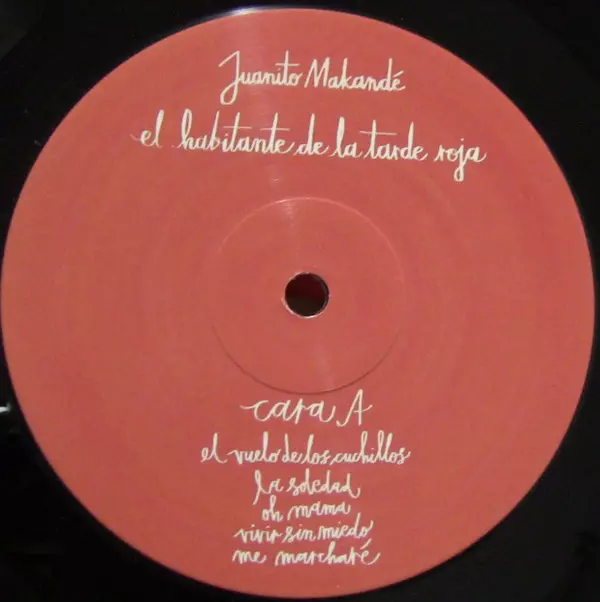 Juanito Makandé
el habitante de la tarde roja
cara A
el vuelo de los cuchillos
la soledad
oh mama
vivir sin miedo
me marcharé